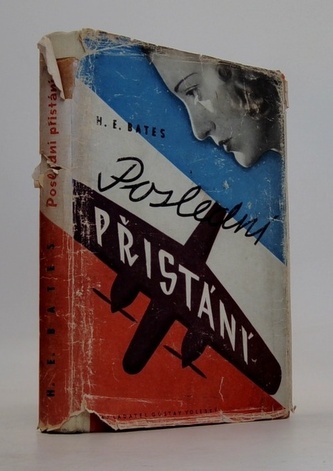 H. E. BATES
Poslední
PŘISTÁNÍ
H. E. BATES Poslední přistání